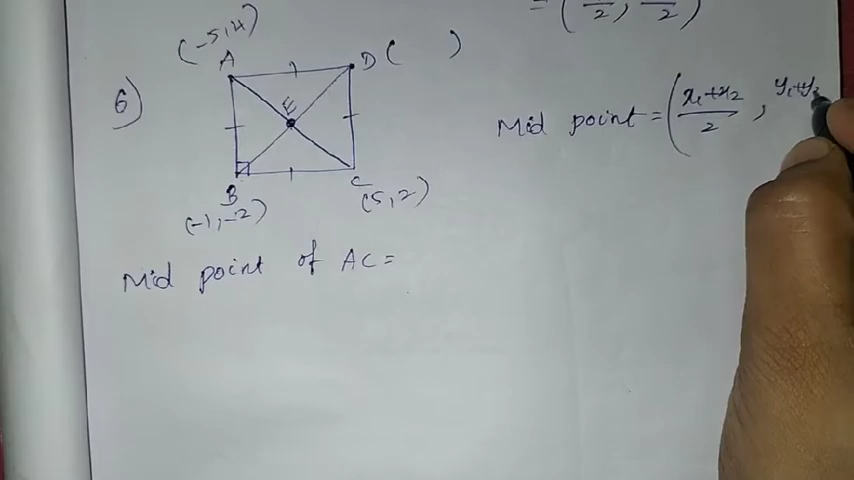 = ( /2, /2 )
(-5,4)
A D ( )
6)
E
Mid point = ( x₁+x₂/2 , y₁+y₂
B C
(-1,-2) (5,2)
Mid point of AC =